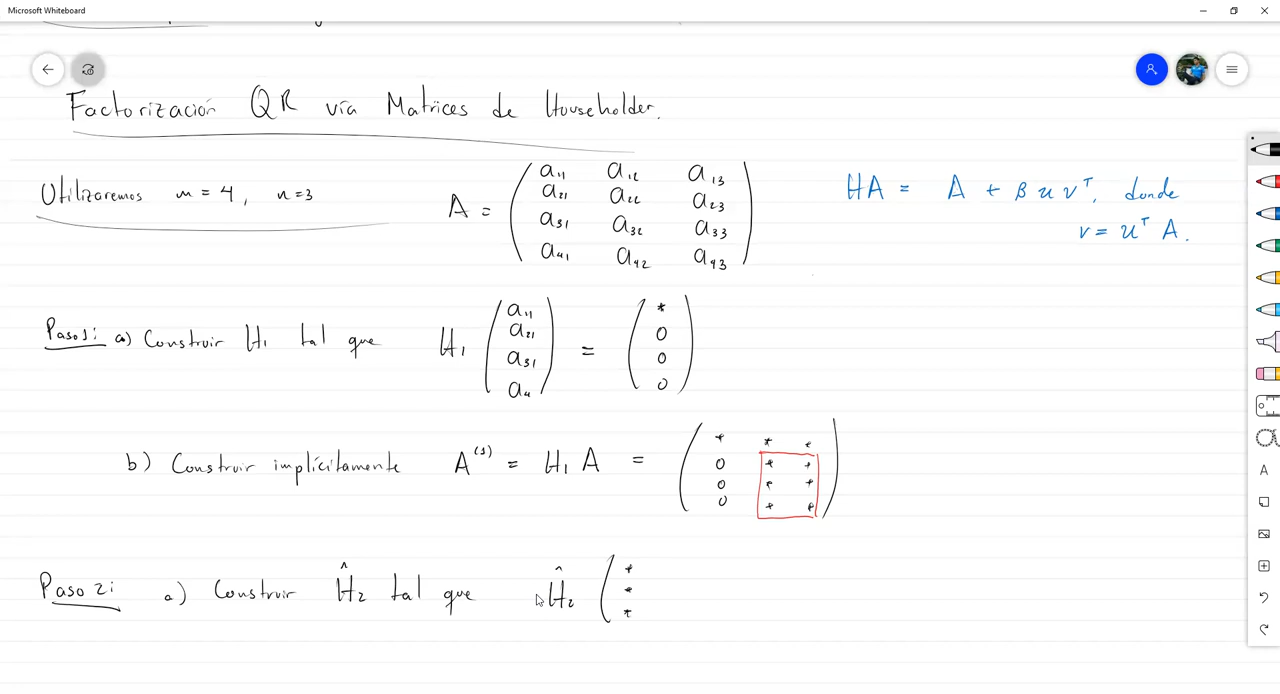 Microsoft Whiteboard
Factorización QR vía Matrices de Householder.
Utilizaremos m = 4, n = 3
A = ( a11 a12 a13
a21 a22 a23
a31 a32 a33
a41 a42 a43 )
HA = A + β u v^T, donde
v = u^T A.
Paso 1: a) Construir H1 tal que H1 ( a11 a21 a31 a41 ) = ( * 0 0 0 )
b) Construir implícitamente A^(1) = H1 A = ( * * *
0 * *
0 * *
0 * * )
Paso 2: a) Construir Ĥ2 tal que Ĥ2 ( * * *